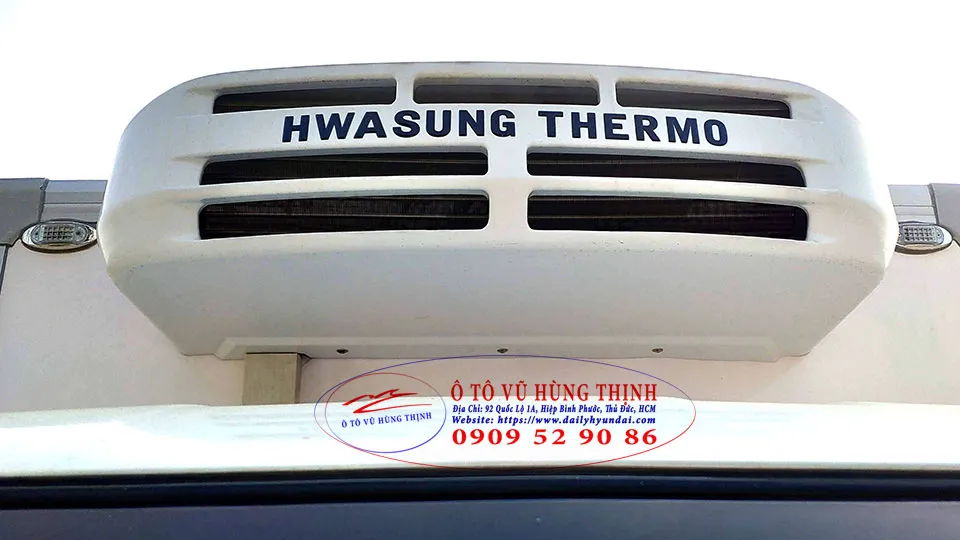 HWASUNG THERMO
Ô TÔ VŨ HÙNG THỊNH
Địa Chỉ: 92 Quốc Lộ 1A, Hiệp Bình Phước, Thủ Đức, HCM
Ô TÔ VŨ HÙNG THỊNH
Website: https://www.dailyhyundai.com
0909 52 90 86